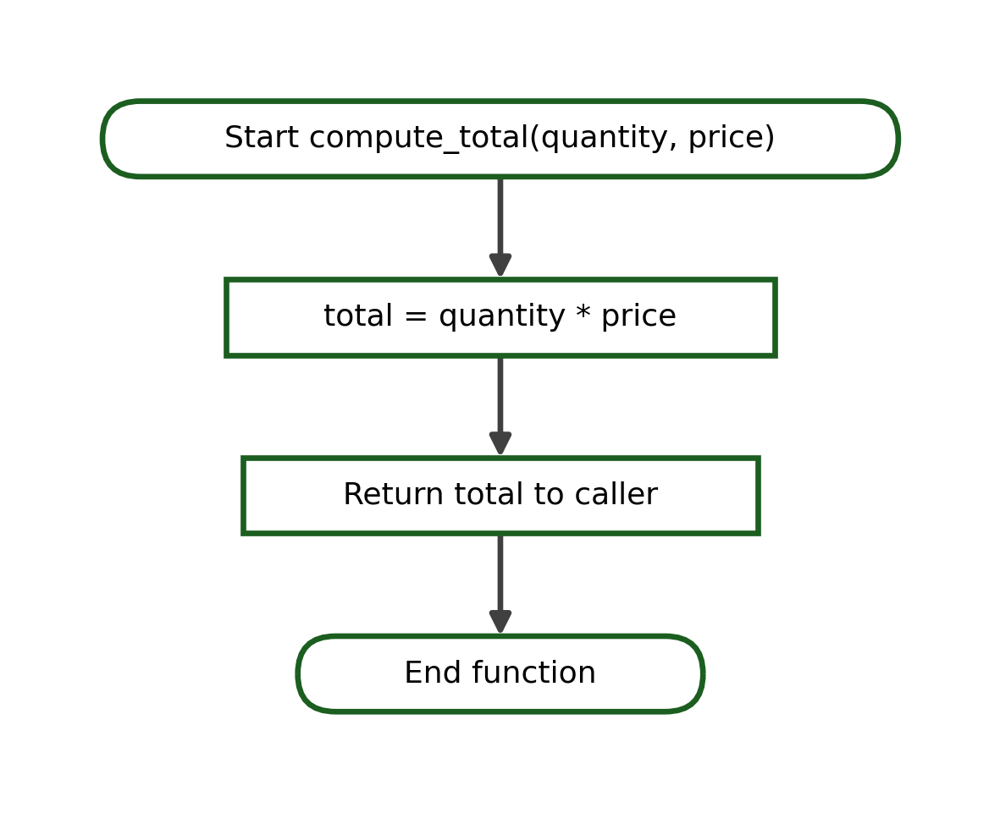 Start compute_total(quantity, price)
total = quantity * price
Return total to caller
End function